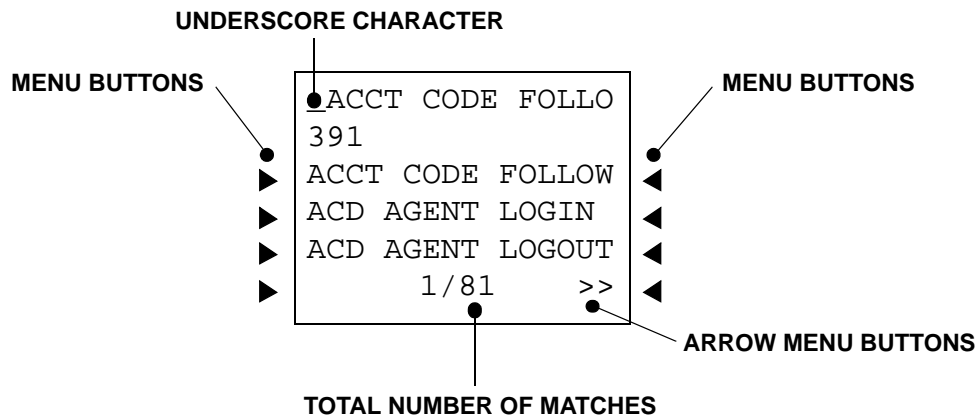 UNDERSCORE CHARACTER
MENU BUTTONS
MENU BUTTONS
_ACCT CODE FOLLO
391
ACCT CODE FOLLOW
ACD AGENT LOGIN
ACD AGENT LOGOUT
1/81 >>
ARROW MENU BUTTONS
TOTAL NUMBER OF MATCHES